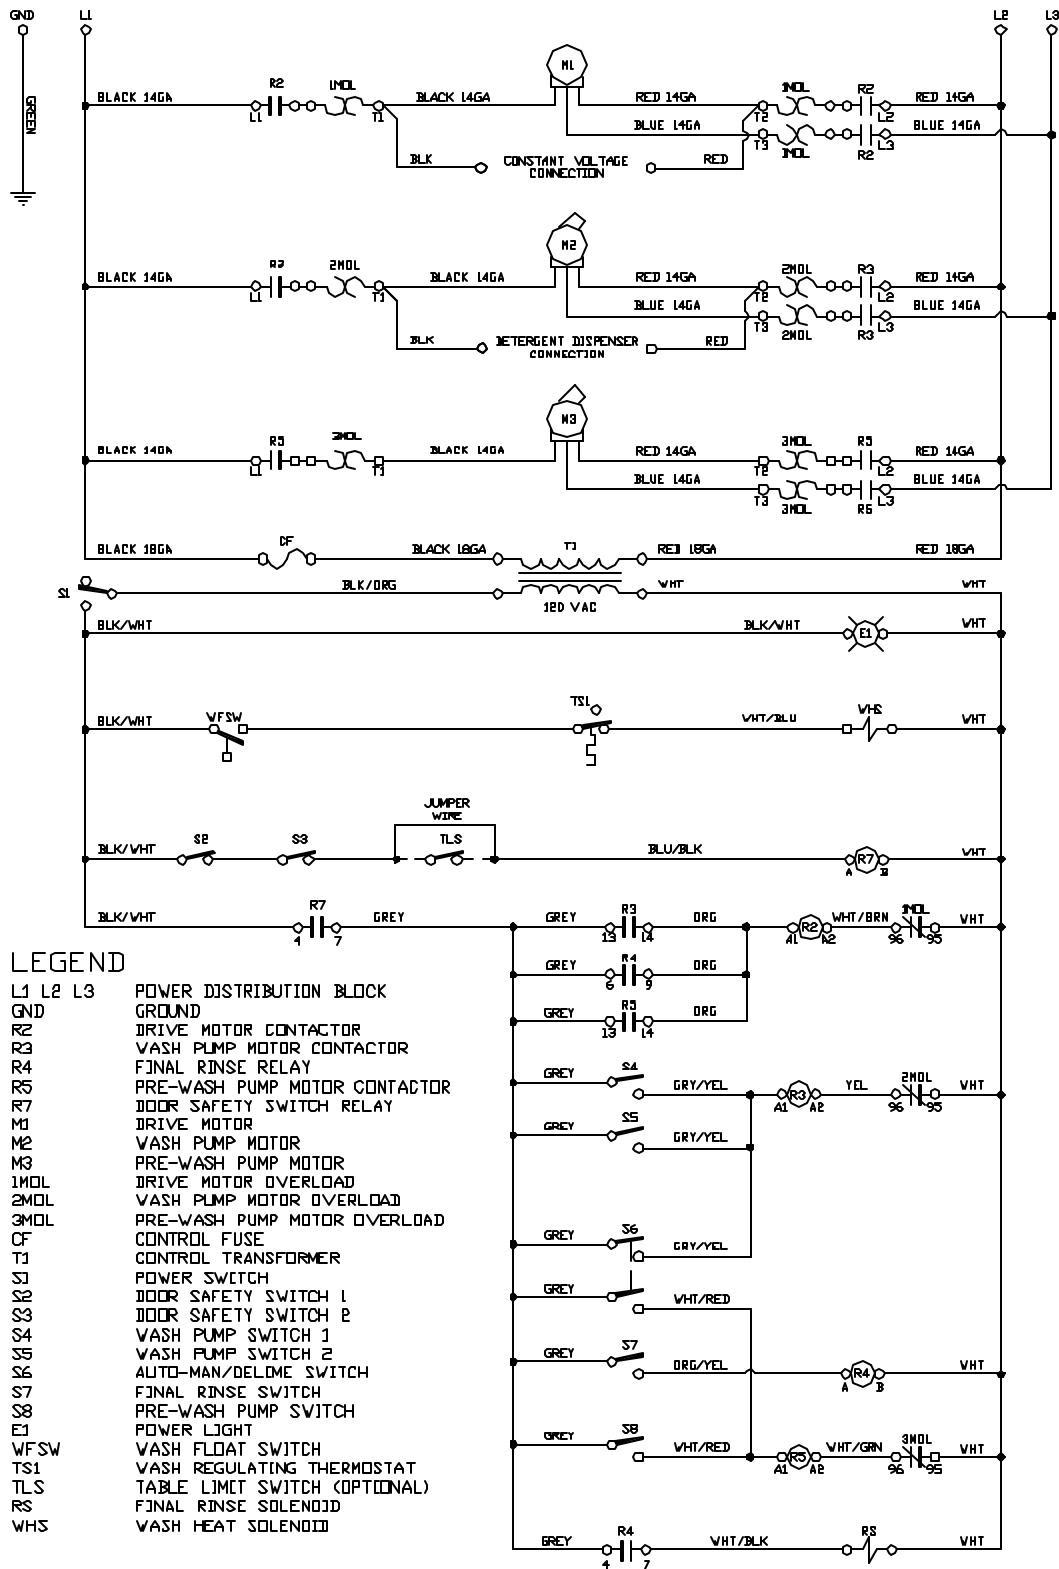 GND L1 L2 L3
GREEN
M1
BLACK 14GA R2 1MOL BLACK 14GA RED 14GA 1MOL R2 RED 14GA
L1 T1 T2 L2
BLUE 14GA BLUE 14GA
T3 1MOL R2 L3
BLK CONSTANT VOLTAGE RED
CONNECTION
M2
BLACK 14GA R3 2MOL BLACK 14GA RED 14GA 2MOL R3 RED 14GA
L1 T1 T2 L2
BLUE 14GA BLUE 14GA
T3 2MOL R3 L3
BLK DETERGENT DISPENSER RED
CONNECTION
M3
BLACK 14GA R5 3MOL BLACK 14GA RED 14GA 3MOL R5 RED 14GA
L1 T1 T2 L2
BLUE 14GA BLUE 14GA
T3 3MOL R5 L3
BLACK 18GA CF BLACK 18GA T1 RED 18GA RED 18GA
S1 BLK/ORG WHT WHT
120 VAC
BLK/WHT BLK/WHT E1 WHT
BLK/WHT WFSW TS1 WHT/BLU WHS WHT
JUMPER
WIRE
BLK/WHT S2 S3 TLS BLU/BLK R7 WHT
A B
BLK/WHT R7 GREY GREY R3 ORG R2 WHT/BRN 1MOL WHT
4 7 13 14 A1 A2 96 95
GREY R4 ORG
6 9
GREY R5 ORG
13 14
GREY S4
GRY/YEL R3 YEL 2MOL WHT
A1 A2 96 95
GREY S5
GRY/YEL
GREY S6
GRY/YEL
GREY
WHT/RED
GREY S7
ORG/YEL R4 WHT
A B
GREY S8
WHT/RED R5 WHT/GRN 3MOL WHT
A1 A2 96 95
GREY R4 WHT/BLK RS WHT
4 7
LEGEND
L1 L2 L3 POWER DISTRIBUTION BLOCK
GND GROUND
R2 DRIVE MOTOR CONTACTOR
R3 WASH PUMP MOTOR CONTACTOR
R4 FINAL RINSE RELAY
R5 PRE-WASH PUMP MOTOR CONTACTOR
R7 DOOR SAFETY SWITCH RELAY
M1 DRIVE MOTOR
M2 WASH PUMP MOTOR
M3 PRE-WASH PUMP MOTOR
1MOL DRIVE MOTOR OVERLOAD
2MOL WASH PUMP MOTOR OVERLOAD
3MOL PRE-WASH PUMP MOTOR OVERLOAD
CF CONTROL FUSE
T1 CONTROL TRANSFORMER
S1 POWER SWITCH
S2 DOOR SAFETY SWITCH 1
S3 DOOR SAFETY SWITCH 2
S4 WASH PUMP SWITCH 1
S5 WASH PUMP SWITCH 2
S6 AUTO-MAN/DELIME SWITCH
S7 FINAL RINSE SWITCH
S8 PRE-WASH PUMP SWITCH
E1 POWER LIGHT
WFSW WASH FLOAT SWITCH
TS1 WASH REGULATING THERMOSTAT
TLS TABLE LIMIT SWITCH (OPTIONAL)
RS FINAL RINSE SOLENOID
WHS WASH HEAT SOLENOID